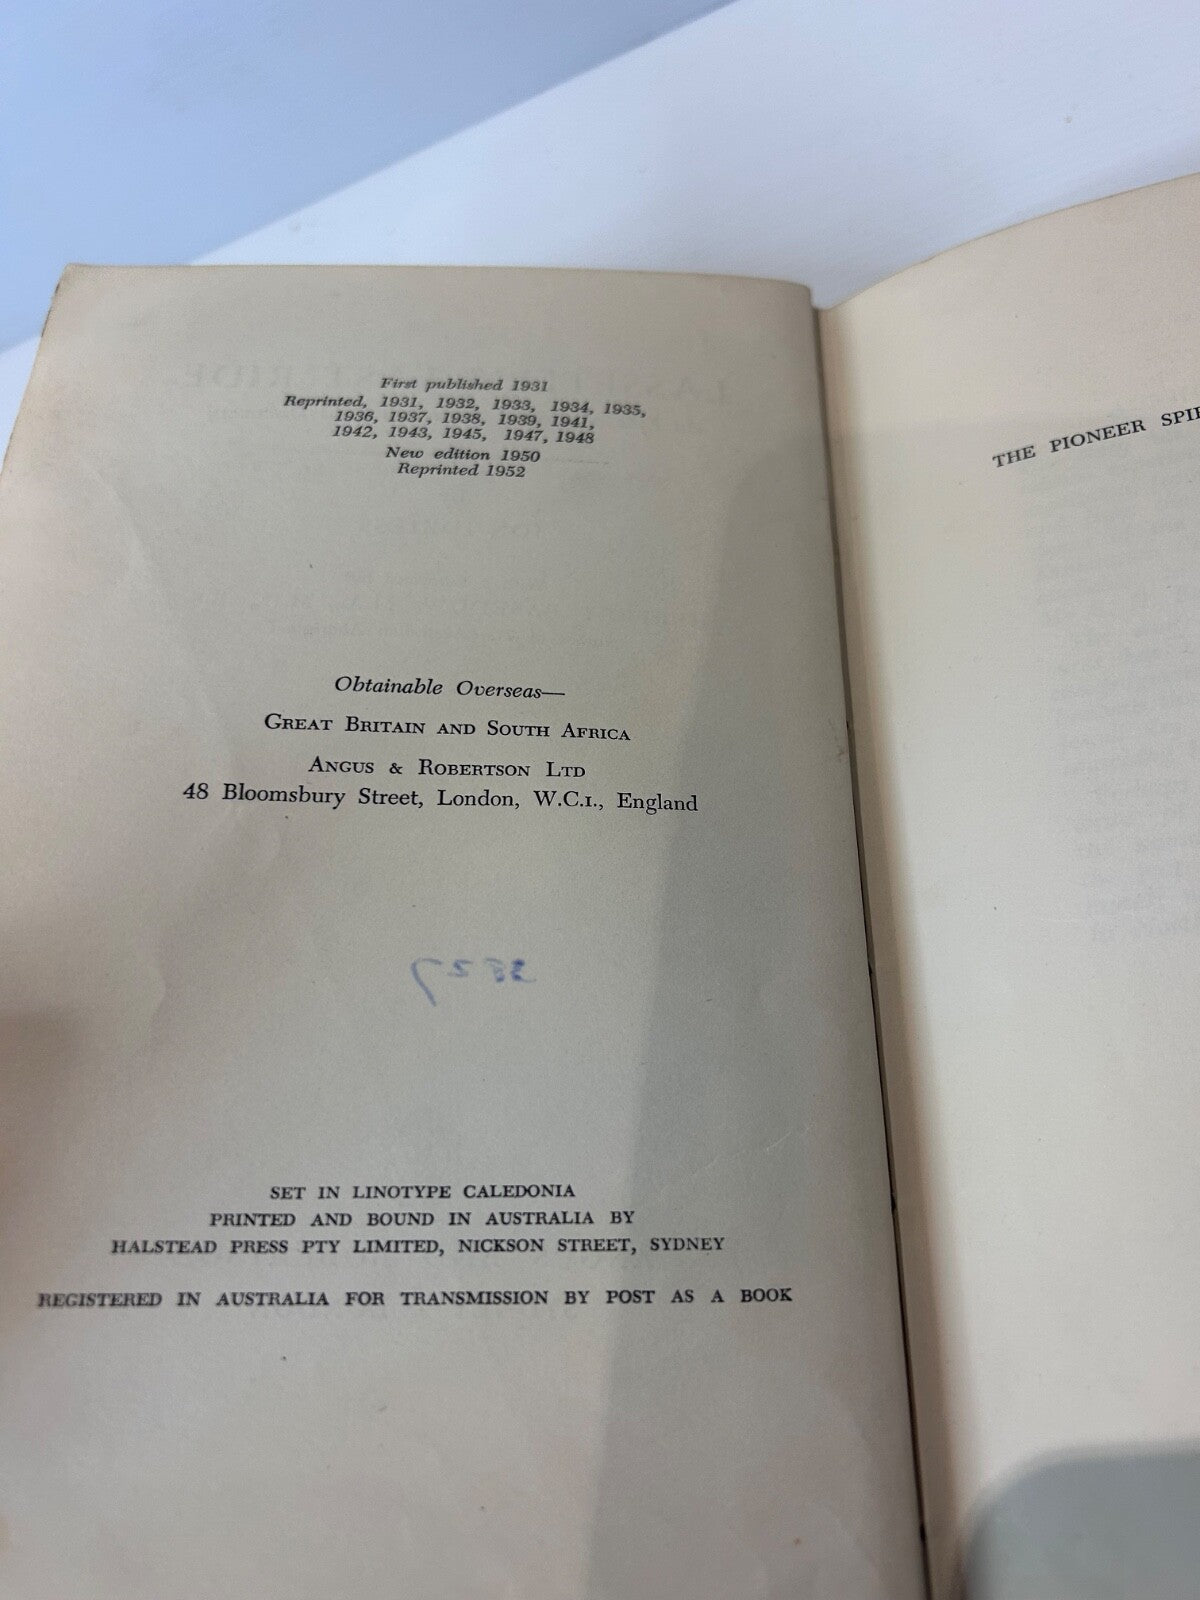 First published 1931
Reprinted, 1931, 1932, 1933, 1934, 1935,
1936, 1937, 1938, 1939, 1941,
1942, 1943, 1945, 1947, 1948
New edition 1950
Reprinted 1952
Obtainable Overseas—
GREAT BRITAIN AND SOUTH AFRICA
ANGUS & ROBERTSON LTD
48 Bloomsbury Street, London, W.C.1., England
SET IN LINOTYPE CALEDONIA
PRINTED AND BOUND IN AUSTRALIA BY
HALSTEAD PRESS PTY LIMITED, NICKSON STREET, SYDNEY
REGISTERED IN AUSTRALIA FOR TRANSMISSION BY POST AS A BOOK
THE PIONEER